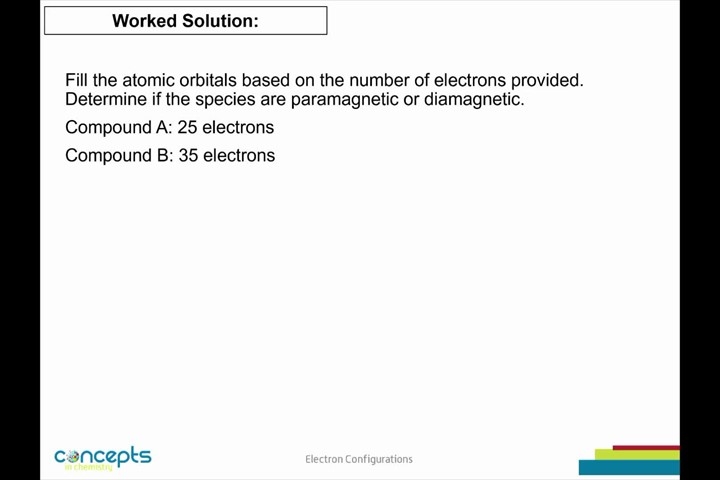 Worked Solution:
Fill the atomic orbitals based on the number of electrons provided.
Determine if the species are paramagnetic or diamagnetic.
Compound A: 25 electrons
Compound B: 35 electrons
concepts
in chemistry
Electron Configurations